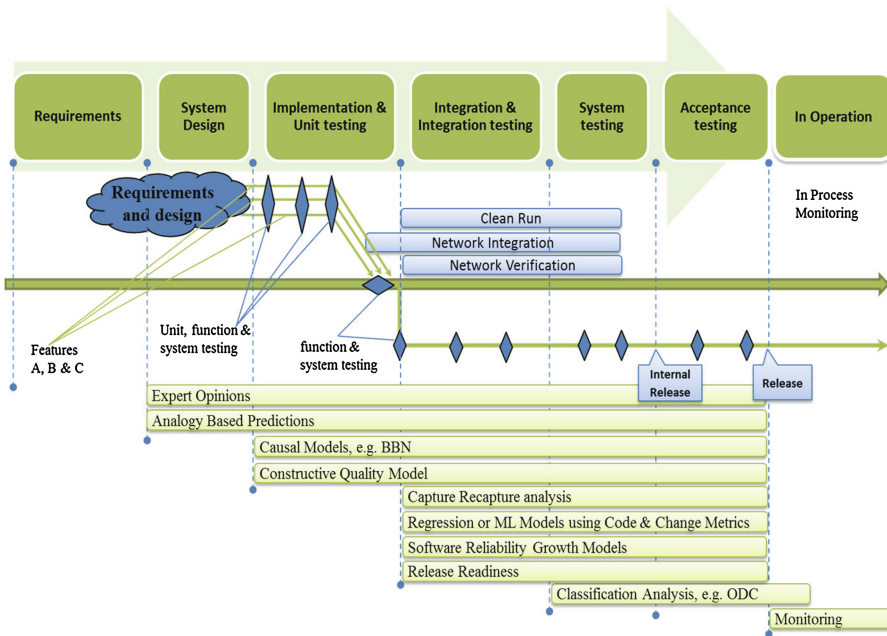 Requirements
System
Design
Implementation &
Unit testing
Integration &
Integration testing
System
testing
Acceptance
testing
In Operation
Requirements
and design
In Process
Monitoring
Clean Run
Network Integration
Network Verification
Features
A, B & C
Unit, function &
system testing
function &
system testing
Internal
Release
Release
Expert Opinions
Analogy Based Predictions
Causal Models, e.g. BBN
Constructive Quality Model
Capture Recapture analysis
Regression or ML Models using Code & Change Metrics
Software Reliability Growth Models
Release Readiness
Classification Analysis, e.g. ODC
Monitoring